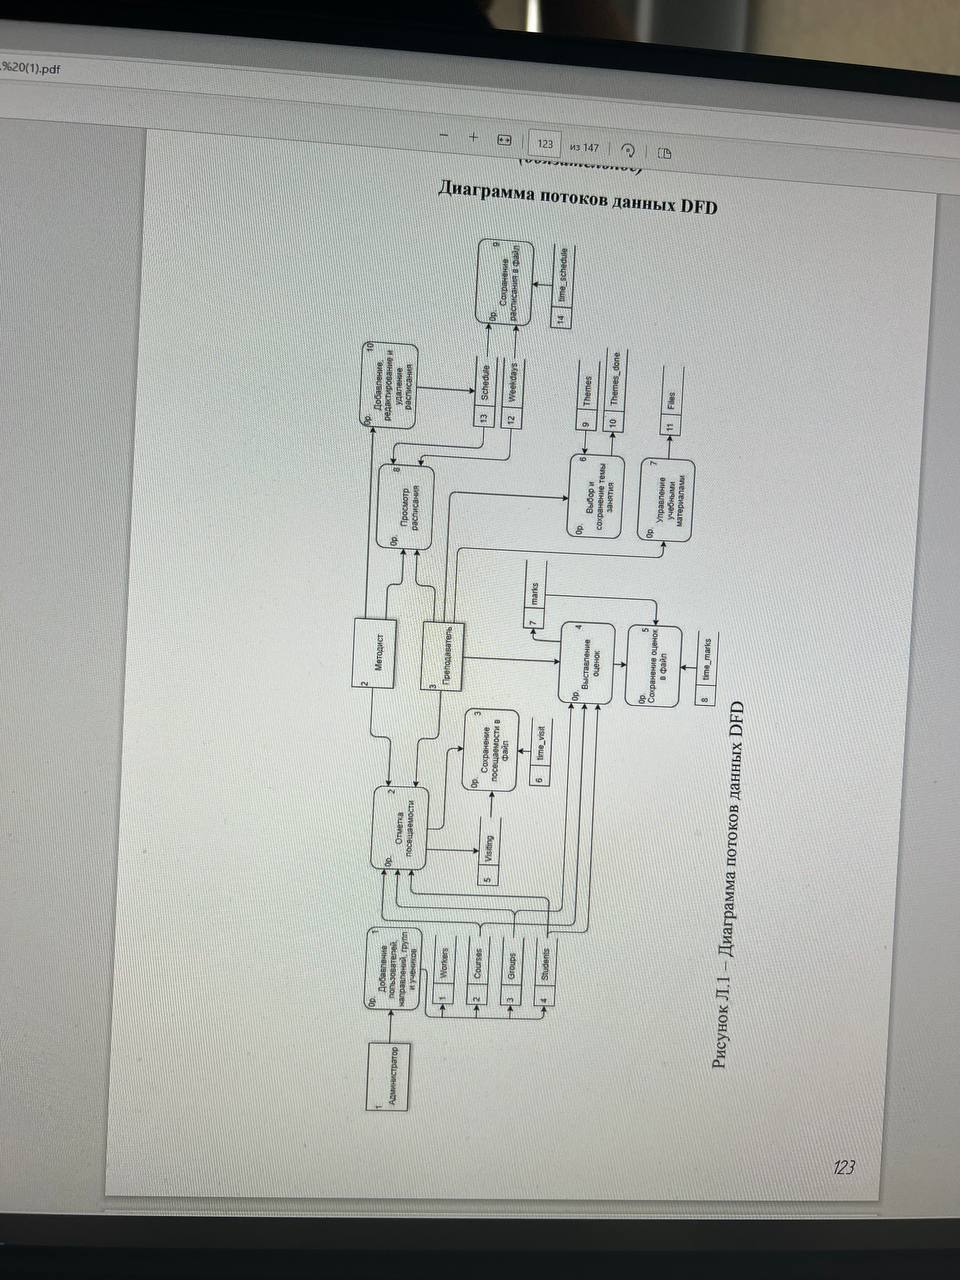 %20(1).pdf
123
из 147
Диаграмма потоков данных DFD
1
Администратор
0р.
1
Добавление
пользователей,
направлений, групп
и учеников
1
Workers
2
Courses
3
Groups
4
Students
0р.
2
Отметка
посещаемости
5
Visiting
0р.
3
Сохранение
посещаемости в
файл
6
time_visit
2
Методист
3
Преподаватель
7
marks
0р.
4
Выставление
оценок
0р.
5
Сохранение оценок
в файл
8
time_marks
0р.
8
Просмотр
расписания
0р.
10
Добавление,
редактирование и
удаление
расписания
13
Schedule
12
Weekdays
0р.
9
Сохранение
расписания в файл
14
time_schedule
0р.
6
Выбор и
сохранение темы
занятия
9
Themes
10
Themes_done
0р.
7
Управление
учебными
материалами
11
Files
Рисунок Л.1 – Диаграмма потоков данных DFD
123